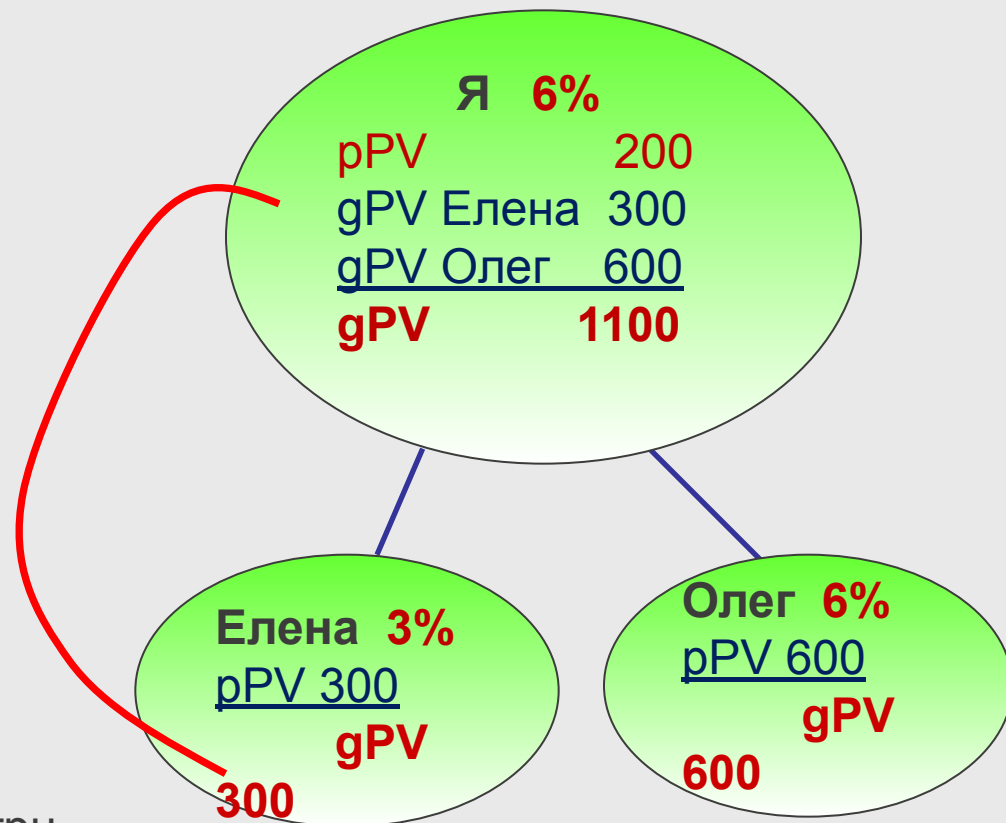 Я 6%
pPV 200
gPV Елена 300
gPV Олег 600
gPV 1100
Елена 3%
pPV 300
gPV
300
Олег 6%
pPV 600
gPV
600